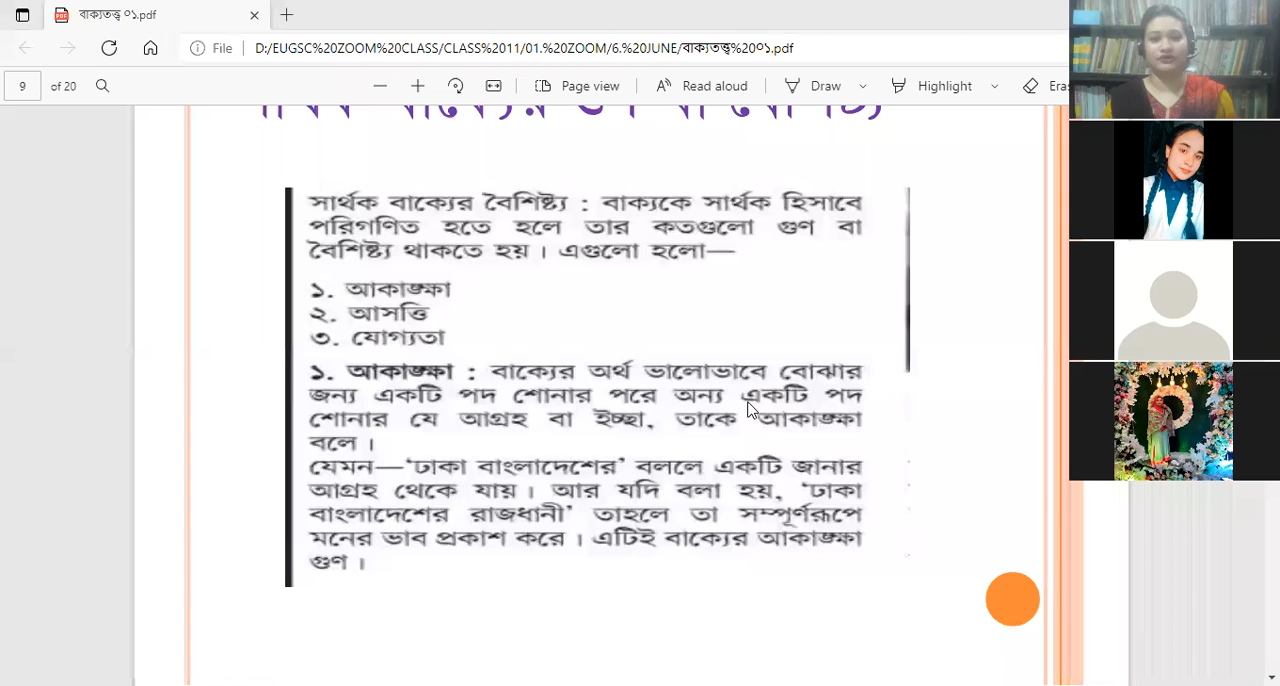 বাক্যতত্ত্ব ০১.pdf
File D:/EUGSC%20ZOOM%20CLASS/CLASS%2011/01.%20ZOOM/6.%20JUNE/বাক্যতত্ত্ব%20০১.pdf
9 of 20 Page view Read aloud Draw Highlight Eras
সার্থক বাক্যের বৈশিষ্ট্য : বাক্যকে সার্থক হিসাবে
পরিগণিত হতে হলে তার কতগুলো গুণ বা
বৈশিষ্ট্য থাকতে হয়। এগুলো হলো—
১. আকাঙ্ক্ষা
২. আসত্তি
৩. যোগ্যতা
১. আকাঙ্ক্ষা : বাক্যের অর্থ ভালোভাবে বোঝার
জন্য একটি পদ শোনার পরে অন্য একটি পদ
শোনার যে আগ্রহ বা ইচ্ছা, তাকে আকাঙ্ক্ষা
বলে।
যেমন—‘ঢাকা বাংলাদেশের’ বললে একটি জানার
আগ্রহ থেকে যায়। আর যদি বলা হয়, ‘ঢাকা
বাংলাদেশের রাজধানী’ তাহলে তা সম্পূর্ণরূপে
মনের ভাব প্রকাশ করে। এটিই বাক্যের আকাঙ্ক্ষা
গুণ।